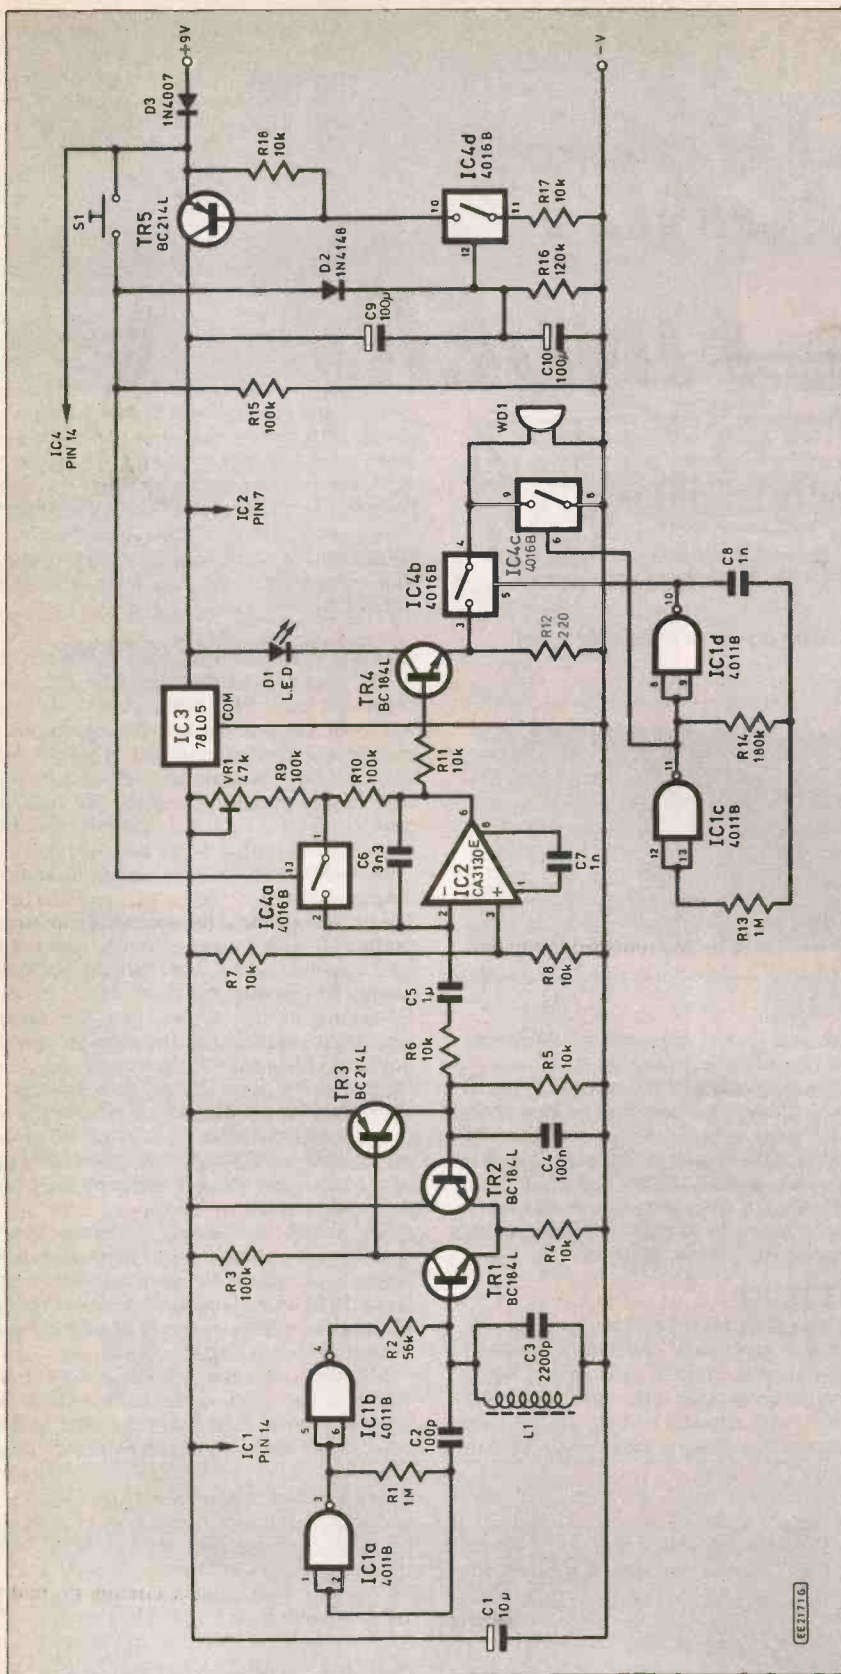 +9V
D3
1N4007
S1
TR5
BC214L
R18
10k
IC4d
4016B
10
11
12
R17
10k
D2
1N4148
R16
120k
C9
100µ
C10
100µ
R15
100k
IC4
PIN 14
IC2
PIN7
WD1
9
8
6
IC4c
4016B
IC4b
4016B
4
3
5
R12
220
D1
L.E.D
TR4
BC184L
IC3
78L05
COM
VR1
47k
R9
100k
R10
100k
R11
10k
C6
3n3
IC4a
4016B
1
2
13
IC2
CA3130E
2
3
6
8
1
C7
1n
R7
10k
R8
10k
C5
1µ
R6
10k
R5
10k
TR3
BC214L
TR2
BC184L
C4
100n
R3
100k
TR1
BC184L
R4
10k
IC1
PIN 14
IC1b
4011B
5
6
4
R2
56k
C2
100p
L1
C3
2200p
IC1a
4011B
1
2
3
R1
1M
C1
10µ
IC1d
4011B
8
9
10
C8
1n
R14
180k
IC1c
4011B
12
13
11
R13
1M
-V
EE2171G